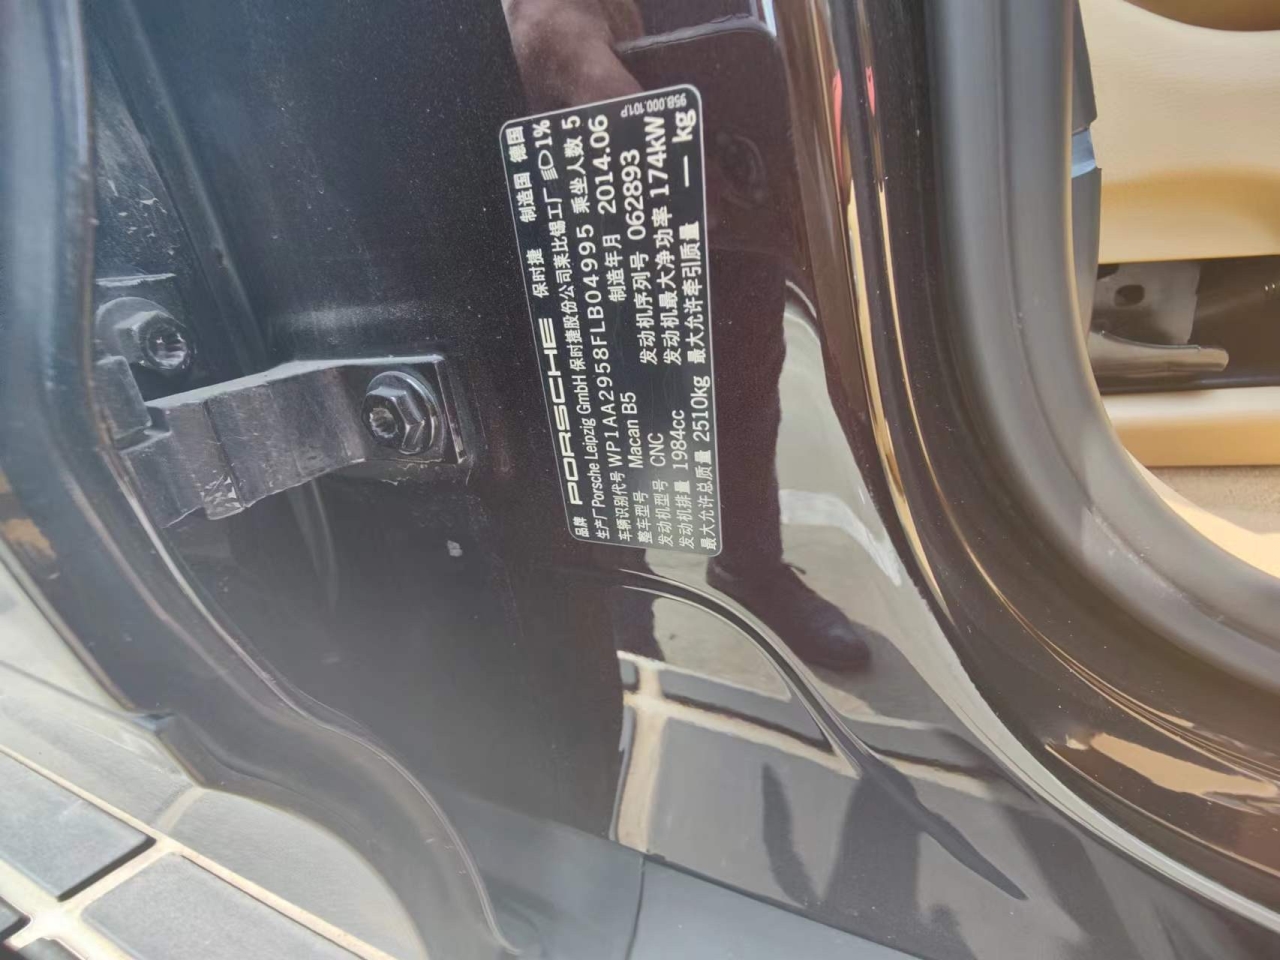 品牌 PORSCHE 保时捷 制造国 德国
生产厂 Porsche Leipzig GmbH 保时捷股份公司莱比锡工厂 1%
车辆识别代号 WP1AA2958FLB04995 乘坐人数 5
整车型号 Macan B5 制造年月 2014.06
发动机型号 CNC 发动机序列号 062893
发动机排量 1984cc 发动机最大净功率 174kW
最大允许总质量 2510kg 最大允许牵引质量 — kg
95B.000.101P